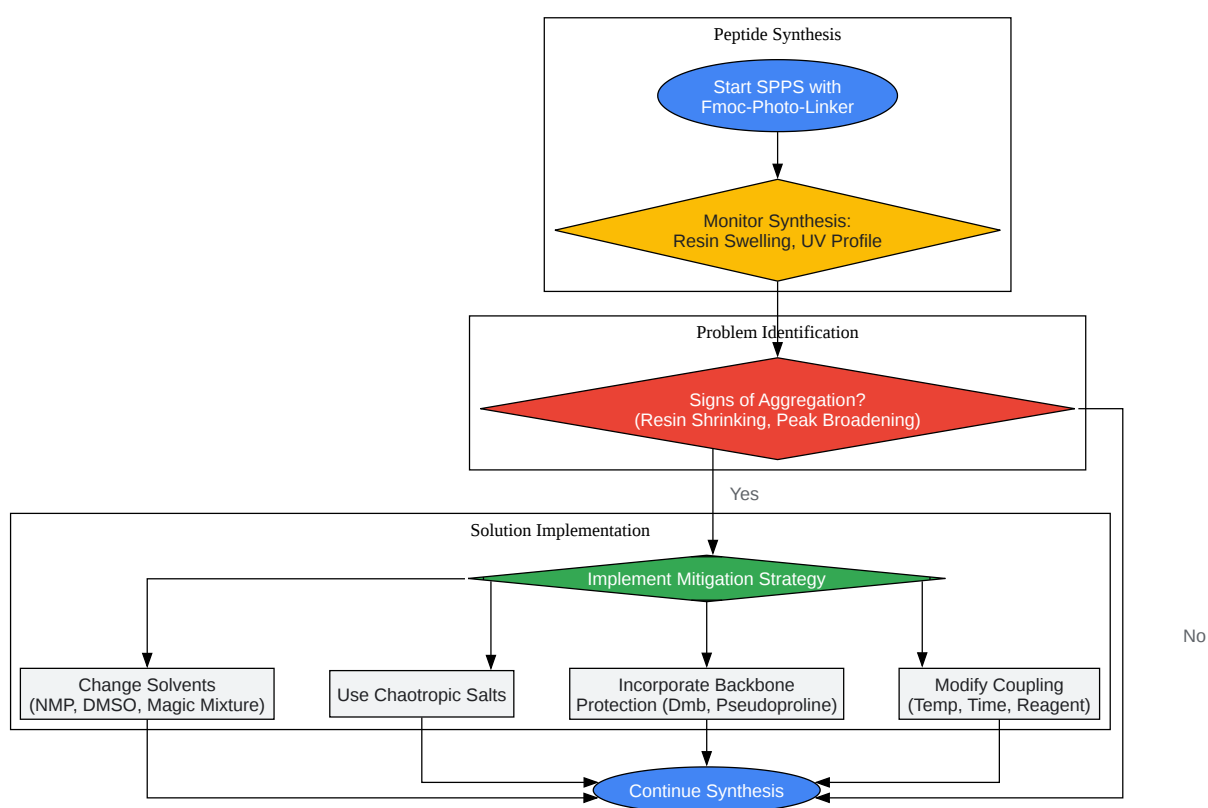 Peptide Synthesis
Start SPPS with
Fmoc-Photo-Linker
Monitor Synthesis:
Resin Swelling, UV Profile
Problem Identification
Signs of Aggregation?
(Resin Shrinking, Peak Broadening)
Yes
Solution Implementation
Implement Mitigation Strategy
No
Change Solvents
(NMP, DMSO, Magic Mixture)
Use Chaotropic Salts
Incorporate Backbone
Protection (Dmb, Pseudoproline)
Modify Coupling
(Temp, Time, Reagent)
Continue Synthesis